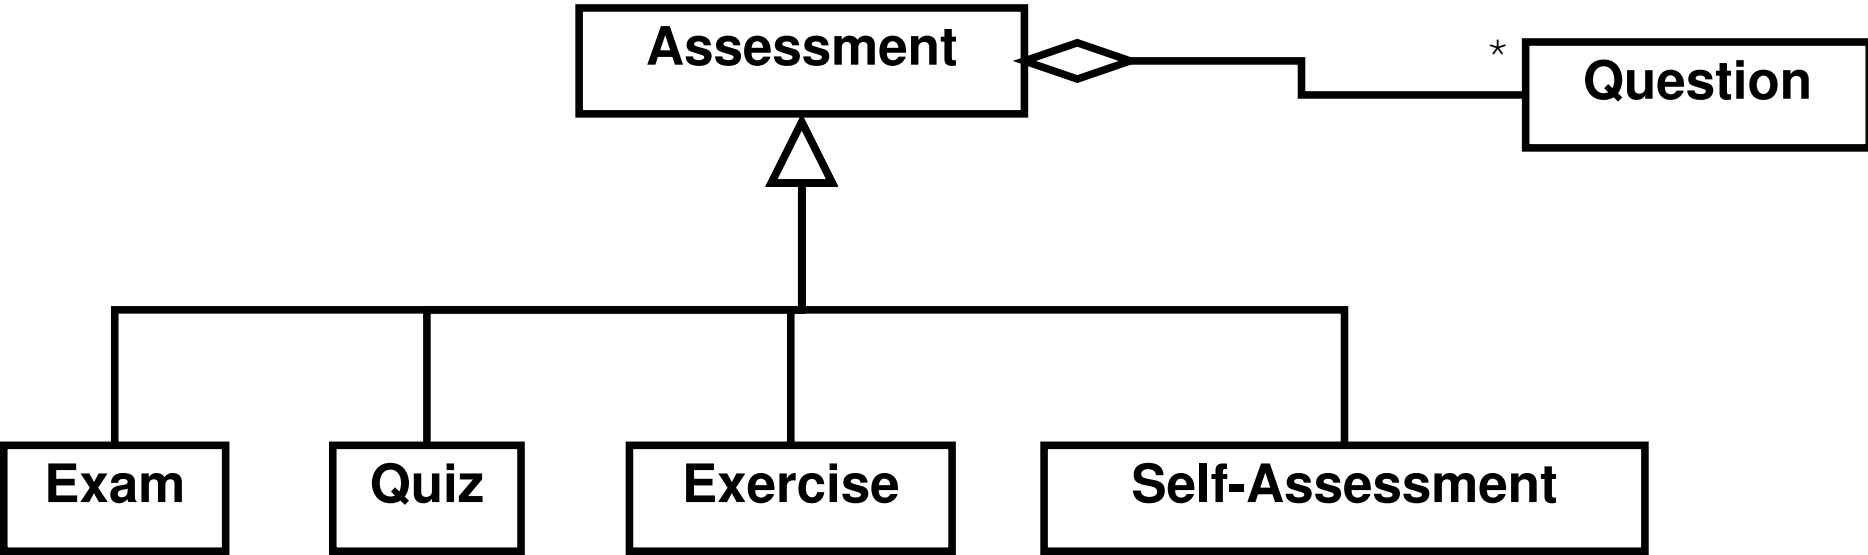 Assessment
*
Question
Exam
Quiz
Exercise
Self-Assessment